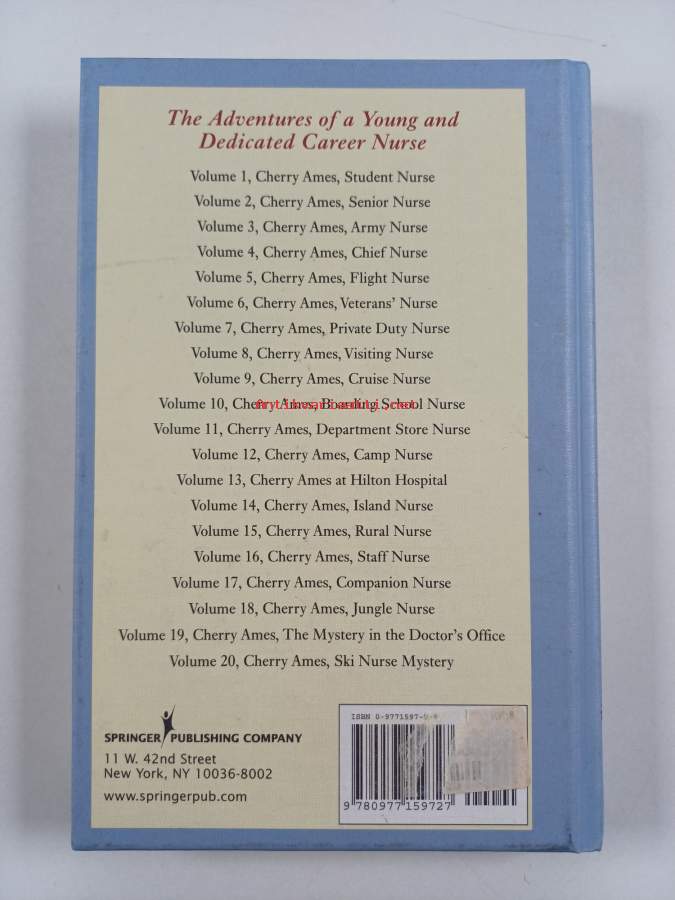 The Adventures of a Young and
Dedicated Career Nurse
Volume 1, Cherry Ames, Student Nurse
Volume 2, Cherry Ames, Senior Nurse
Volume 3, Cherry Ames, Army Nurse
Volume 4, Cherry Ames, Chief Nurse
Volume 5, Cherry Ames, Flight Nurse
Volume 6, Cherry Ames, Veterans' Nurse
Volume 7, Cherry Ames, Private Duty Nurse
Volume 8, Cherry Ames, Visiting Nurse
Volume 9, Cherry Ames, Cruise Nurse
Volume 10, Cherry Ames, Boarding School Nurse
Volume 11, Cherry Ames, Department Store Nurse
Volume 12, Cherry Ames, Camp Nurse
Volume 13, Cherry Ames at Hilton Hospital
Volume 14, Cherry Ames, Island Nurse
Volume 15, Cherry Ames, Rural Nurse
Volume 16, Cherry Ames, Staff Nurse
Volume 17, Cherry Ames, Companion Nurse
Volume 18, Cherry Ames, Jungle Nurse
Volume 19, Cherry Ames, The Mystery in the Doctor's Office
Volume 20, Cherry Ames, Ski Nurse Mystery
SPRINGER PUBLISHING COMPANY
11 W. 42nd Street
New York, NY 10036-8002
www.springerpub.com
ISBN
9 780977 159727